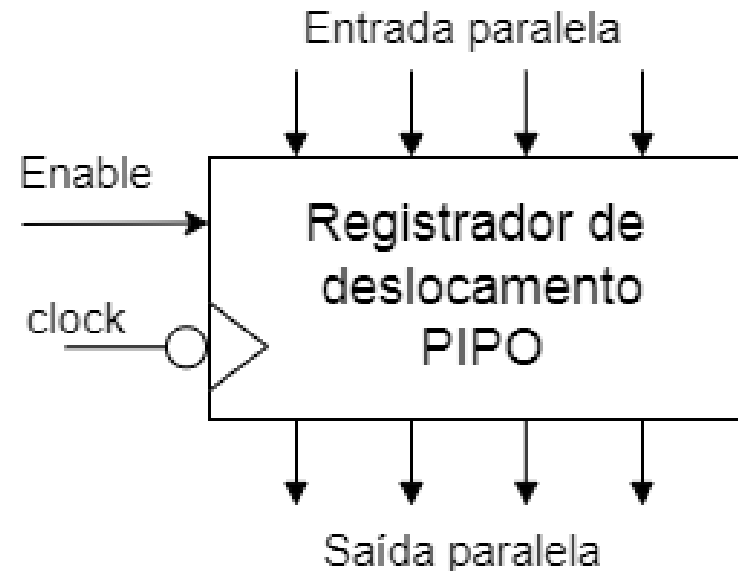 Entrada paralela
Enable
Registrador de
deslocamento
clock
PIPO
Saída paralela